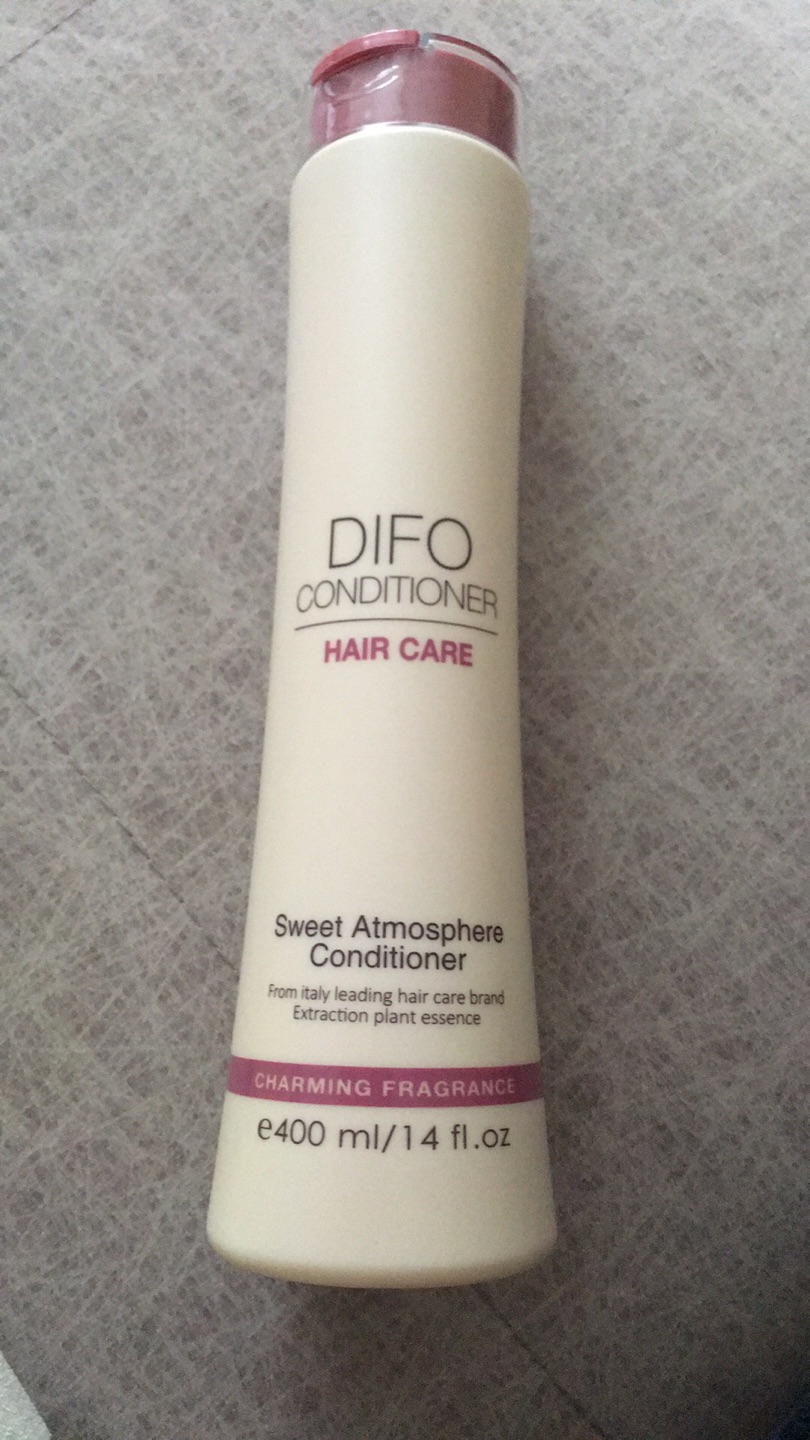 DIFO
CONDITIONER
HAIR CARE
Sweet Atmosphere
Conditioner
From italy leading hair care brand
Extraction plant essence
CHARMING FRAGRANCE
e400 ml/14 fl.oz